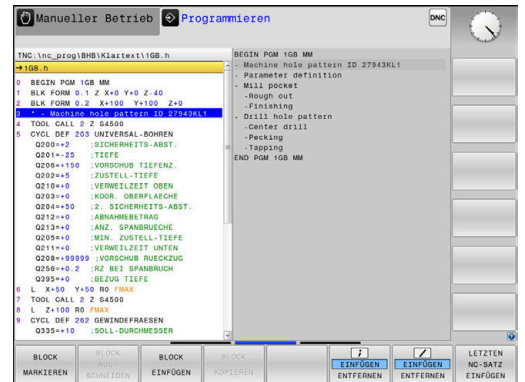 Manueller Betrieb
Programmieren
DNC
TNC:\nc_prog\BHB\Klartext\1GB.h
→1GB.h
0 BEGIN PGM 1GB MM
1 BLK FORM 0.1 Z X+0 Y+0 Z-40
2 BLK FORM 0.2 X+100 Y+100 Z+0
3 * - Machine hole pattern ID 27943KL1
4 TOOL CALL 2 Z S4500
5 CYCL DEF 203 UNIVERSAL-BOHREN
Q200=+2 ;SICHERHEITS-ABST.
Q201=-25 ;TIEFE
Q206=+150 ;VORSCHUB TIEFENZ.
Q202=+5 ;ZUSTELL-TIEFE
Q210=+0 ;VERWEILZEIT OBEN
Q203=+0 ;KOOR. OBERFLAECHE
Q204=+50 ;2. SICHERHEITS-ABST.
Q212=+0 ;ABNAHMEBETRAG
Q213=+0 ;ANZ. SPANBRUECHE
Q205=+0 ;MIN. ZUSTELL-TIEFE
Q211=+0 ;VERWEILZEIT UNTEN
Q208=+99999 ;VORSCHUB RUECKZUG
Q256=+0.2 ;RZ BEI SPANBRUCH
Q395=+0 ;BEZUG TIEFE
6 L X+50 Y+50 R0 FMAX
7 TOOL CALL 2 Z S4500
8 L Z+100 R0 FMAX
9 CYCL DEF 262 GEWINDEFRAESEN
Q335=+10 ;SOLL-DURCHMESSER
BEGIN PGM 1GB MM
- Machine hole pattern ID 27943KL1
- Parameter definition
- Mill pocket
-Rough out
-Finishing
- Drill hole pattern
-Center drill
-Pecking
-Tapping
END PGM 1GB MM
BLOCK
MARKIEREN
BLOCK
AUS-
SCHNEIDEN
BLOCK
EINFÜGEN
BLOCK
KOPIEREN
EINFÜGEN
ENTFERNEN
EINFÜGEN
ENTFERNEN
LETZTEN
NC-SATZ
EINFÜGEN